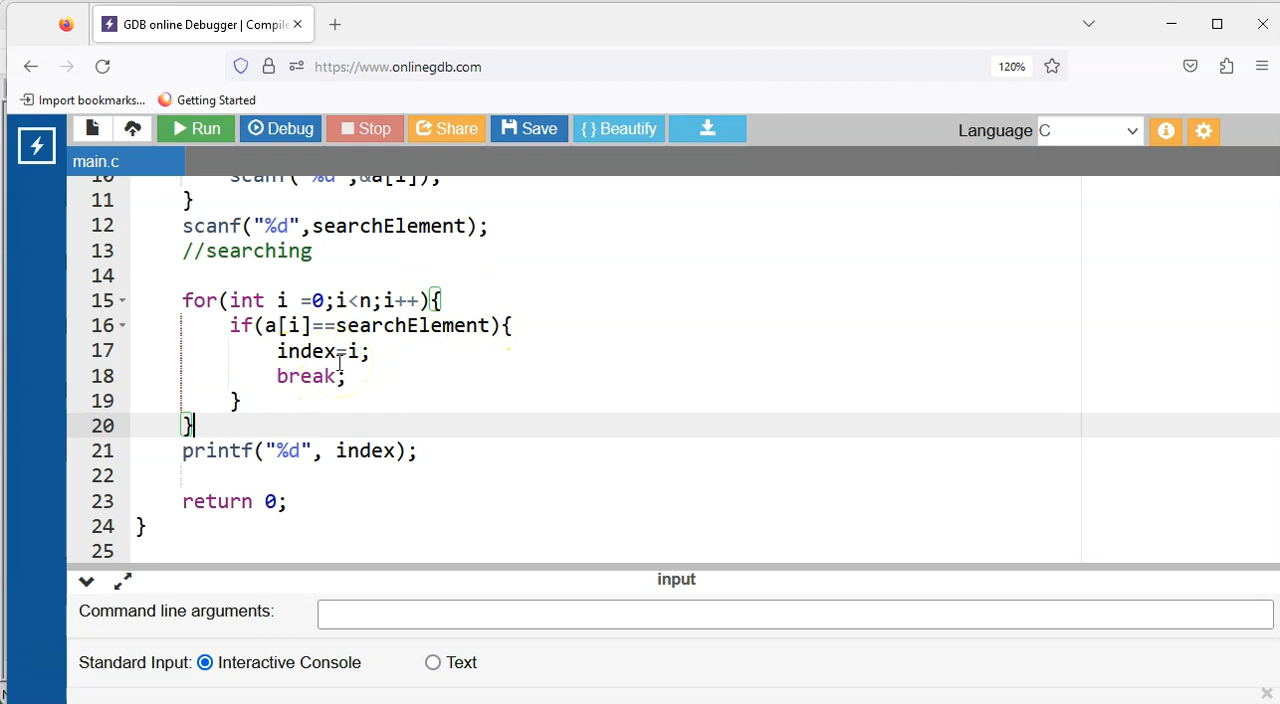 GDB online Debugger | Compile
https://www.onlinegdb.com
120%
Import bookmarks...
Getting Started
Run
Debug
Stop
Share
Save
{ } Beautify
Language
C
main.c
10 scanf("%d",&a[i]);
11 }
12 scanf("%d",searchElement);
13 //searching
14
15 for(int i =0;i<n;i++){
16 if(a[i]==searchElement){
17 index=i;
18 break;
19 }
20 }
21 printf("%d", index);
22
23 return 0;
24 }
25
input
Command line arguments:
Standard Input: Interactive Console Text